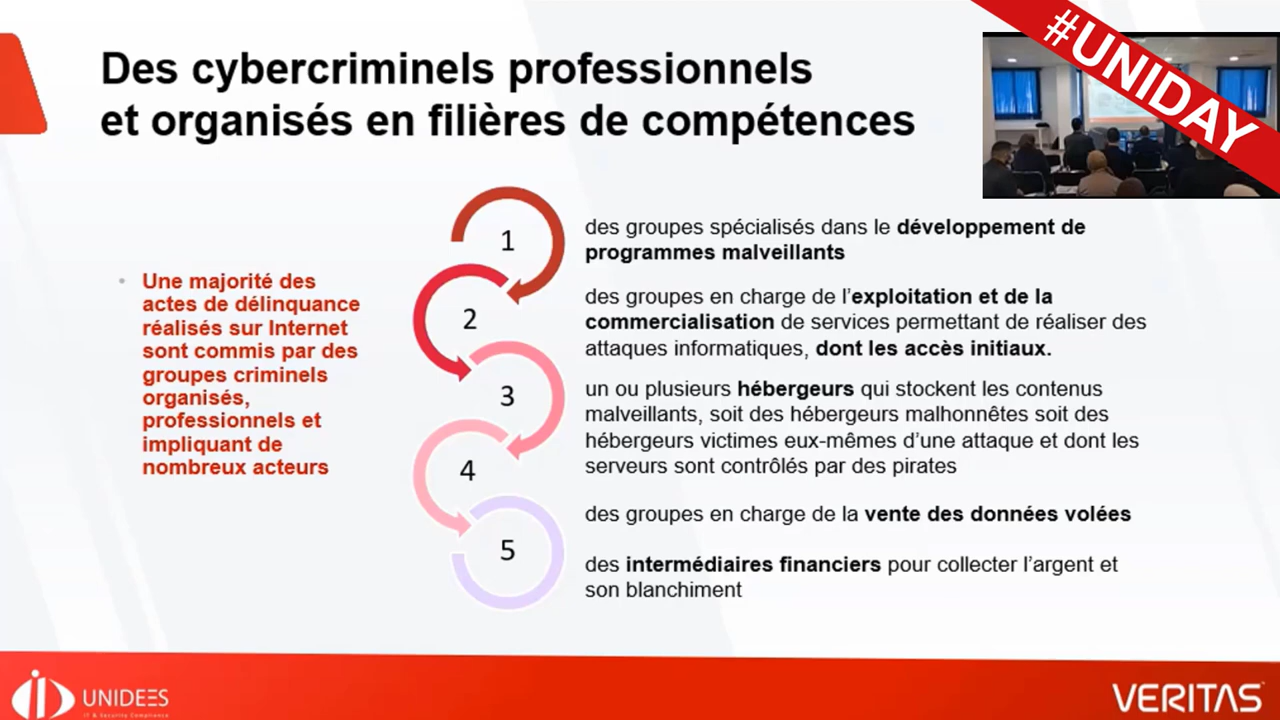 Des cybercriminels professionnels
et organisés en filières de compétences
#UNIDAY
• Une majorité des
actes de délinquance
réalisés sur Internet
sont commis par des
groupes criminels
organisés,
professionnels et
impliquant de
nombreux acteurs
1
des groupes spécialisés dans le développement de
programmes malveillants
2
des groupes en charge de l’exploitation et de la
commercialisation de services permettant de réaliser des
attaques informatiques, dont les accès initiaux.
3
un ou plusieurs hébergeurs qui stockent les contenus
malveillants, soit des hébergeurs malhonnêtes soit des
hébergeurs victimes eux-mêmes d’une attaque et dont les
serveurs sont contrôlés par des pirates
4
des groupes en charge de la vente des données volées
5
des intermédiaires financiers pour collecter l’argent et
son blanchiment
UNIDEES
IT & Security Compliance
VERITAS